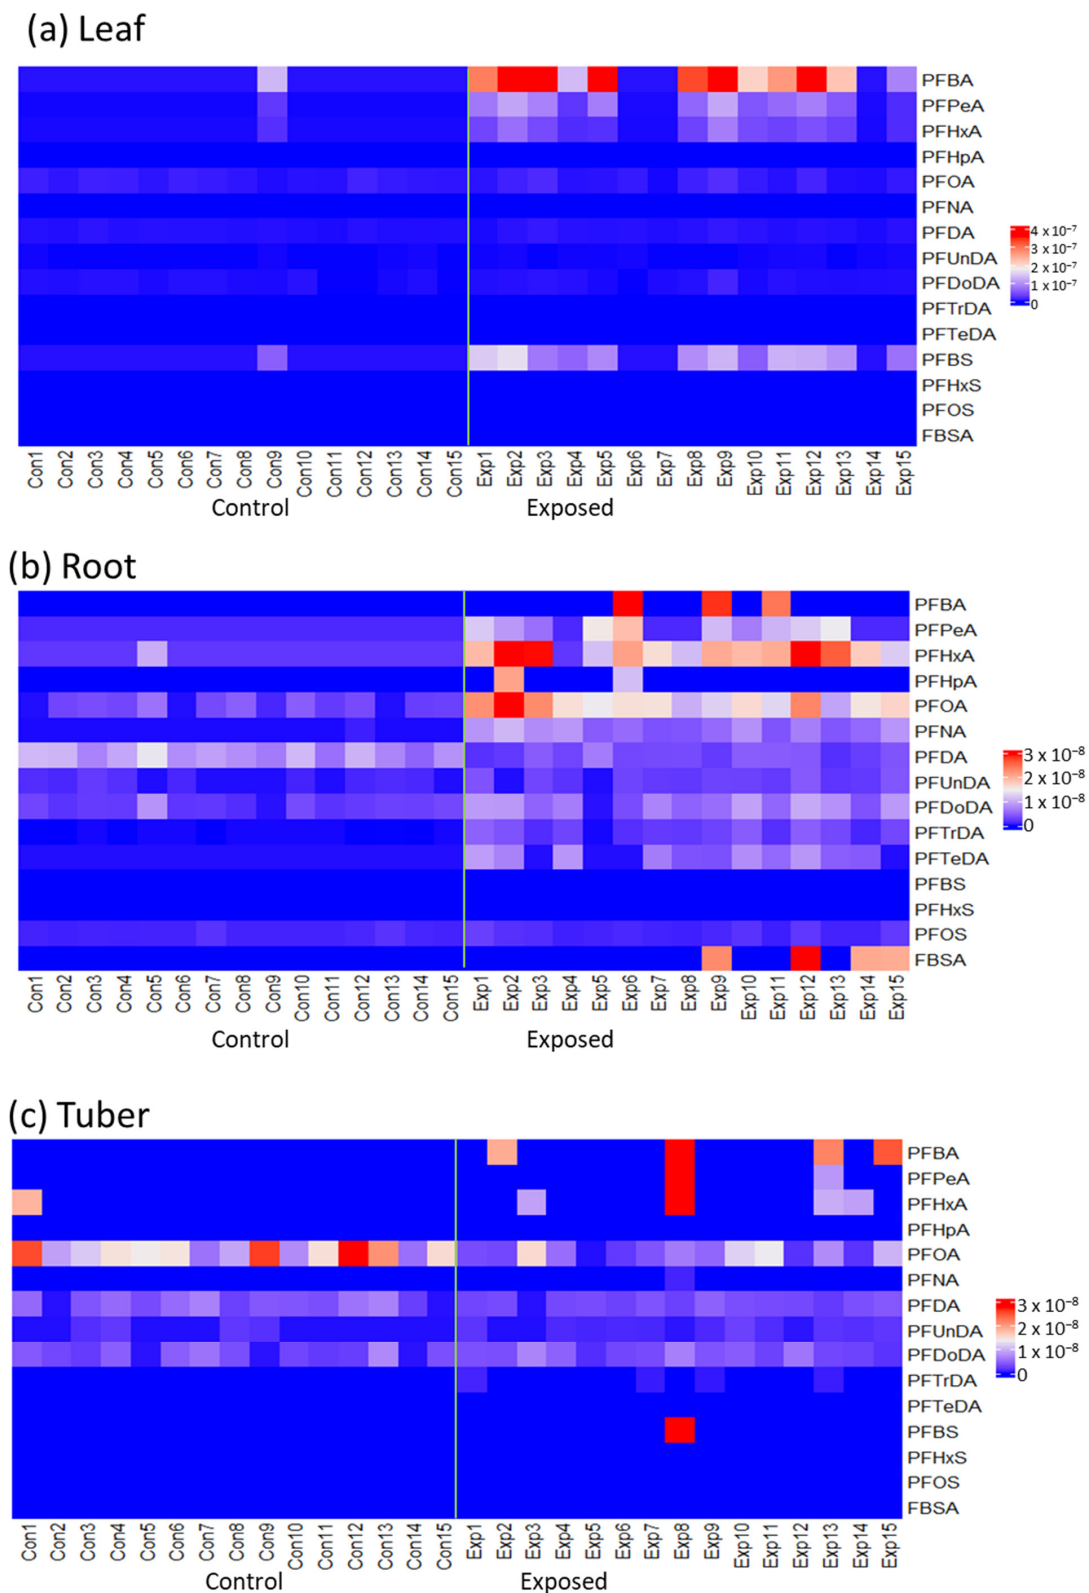 (a) Leaf
PFBA
PFPeA
PFHxA
PFHpA
PFOA
PFNA
PFDA
PFUnDA
PFDoDA
PFTrDA
PFTeDA
PFBS
PFHxS
PFOS
FBSA
4 x 10⁻⁷
3 x 10⁻⁷
2 x 10⁻⁷
1 x 10⁻⁷
0
Con1 Con2 Con3 Con4 Con5 Con6 Con7 Con8 Con9 Con10 Con11 Con12 Con13 Con14 Con15 Exp1 Exp2 Exp3 Exp4 Exp5 Exp6 Exp7 Exp8 Exp9 Exp10 Exp11 Exp12 Exp13 Exp14 Exp15
Control Exposed
(b) Root
PFBA
PFPeA
PFHxA
PFHpA
PFOA
PFNA
PFDA
PFUnDA
PFDoDA
PFTrDA
PFTeDA
PFBS
PFHxS
PFOS
FBSA
3 x 10⁻⁸
2 x 10⁻⁸
1 x 10⁻⁸
0
Con1 Con2 Con3 Con4 Con5 Con6 Con7 Con8 Con9 Con10 Con11 Con12 Con13 Con14 Con15 Exp1 Exp2 Exp3 Exp4 Exp5 Exp6 Exp7 Exp8 Exp9 Exp10 Exp11 Exp12 Exp13 Exp14 Exp15
Control Exposed
(c) Tuber
PFBA
PFPeA
PFHxA
PFHpA
PFOA
PFNA
PFDA
PFUnDA
PFDoDA
PFTrDA
PFTeDA
PFBS
PFHxS
PFOS
FBSA
3 x 10⁻⁸
2 x 10⁻⁸
1 x 10⁻⁸
0
Con1 Con2 Con3 Con4 Con5 Con6 Con7 Con8 Con9 Con10 Con11 Con12 Con13 Con14 Con15 Exp1 Exp2 Exp3 Exp4 Exp5 Exp6 Exp7 Exp8 Exp9 Exp10 Exp11 Exp12 Exp13 Exp14 Exp15
Control Exposed